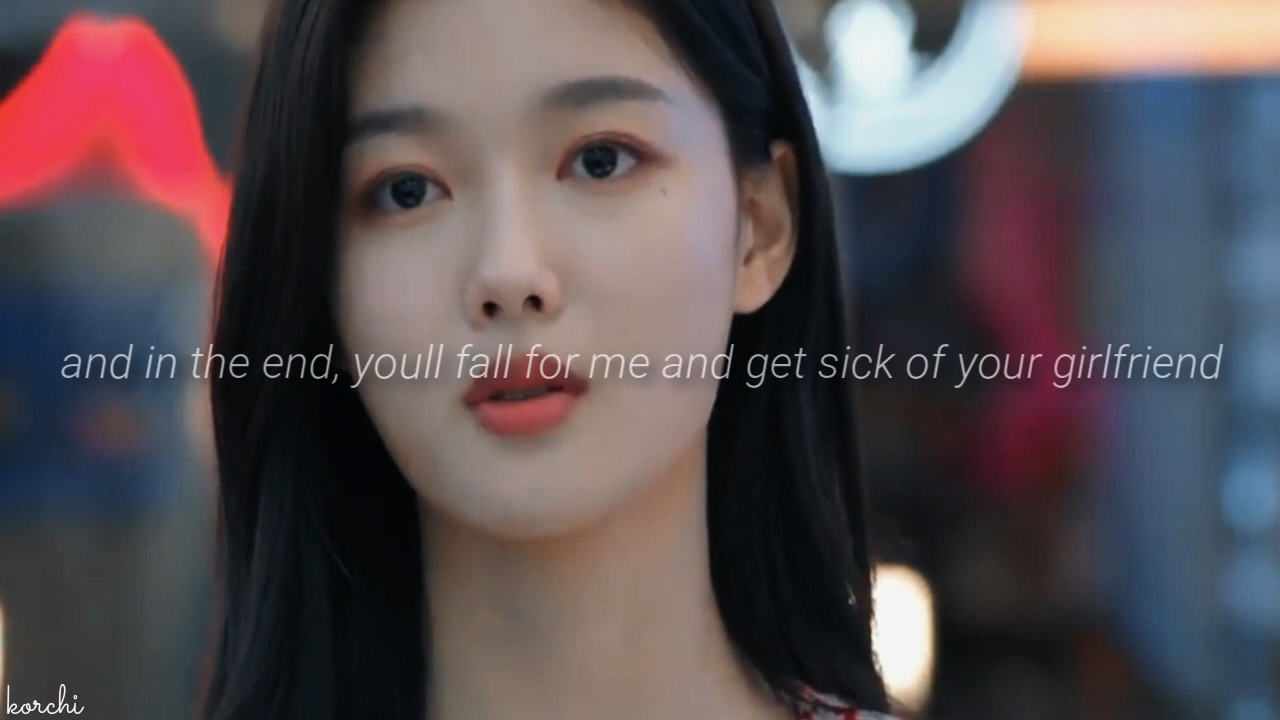 and in the end, youll fall for me and get sick of your girlfriend
korchi